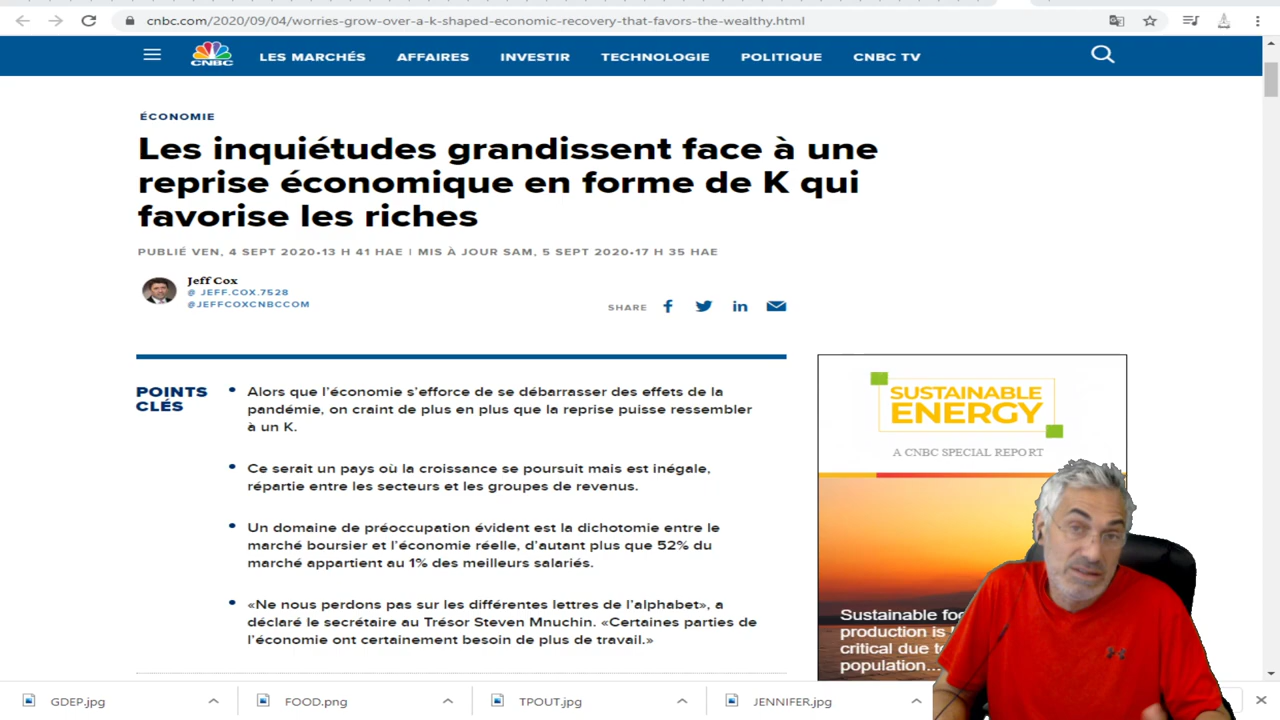 cnbc.com/2020/09/04/worries-grow-over-a-k-shaped-economic-recovery-that-favors-the-wealthy.html
CNBC
LES MARCHÉS
AFFAIRES
INVESTIR
TECHNOLOGIE
POLITIQUE
CNBC TV
ÉCONOMIE
Les inquiétudes grandissent face à une
reprise économique en forme de K qui
favorise les riches
PUBLIÉ VEN, 4 SEPT 2020•13 H 41 HAE | MIS À JOUR SAM, 5 SEPT 2020•17 H 35 HAE
Jeff Cox
@ JEFF.COX.7528
@JEFFCOXCNBCCOM
SHARE
POINTS
CLÉS
Alors que l'économie s'efforce de se débarrasser des effets de la
pandémie, on craint de plus en plus que la reprise puisse ressembler
à un K.
Ce serait un pays où la croissance se poursuit mais est inégale,
répartie entre les secteurs et les groupes de revenus.
Un domaine de préoccupation évident est la dichotomie entre le
marché boursier et l'économie réelle, d'autant plus que 52% du
marché appartient au 1% des meilleurs salariés.
«Ne nous perdons pas sur les différentes lettres de l'alphabet», a
déclaré le secrétaire au Trésor Steven Mnuchin. «Certaines parties de
l'économie ont certainement besoin de plus de travail.»
SUSTAINABLE
ENERGY
A CNBC SPECIAL REPORT
Sustainable
production is
critical due
population...
GDEP.jpg
FOOD.png
TPOUT.jpg
JENNIFER.jpg